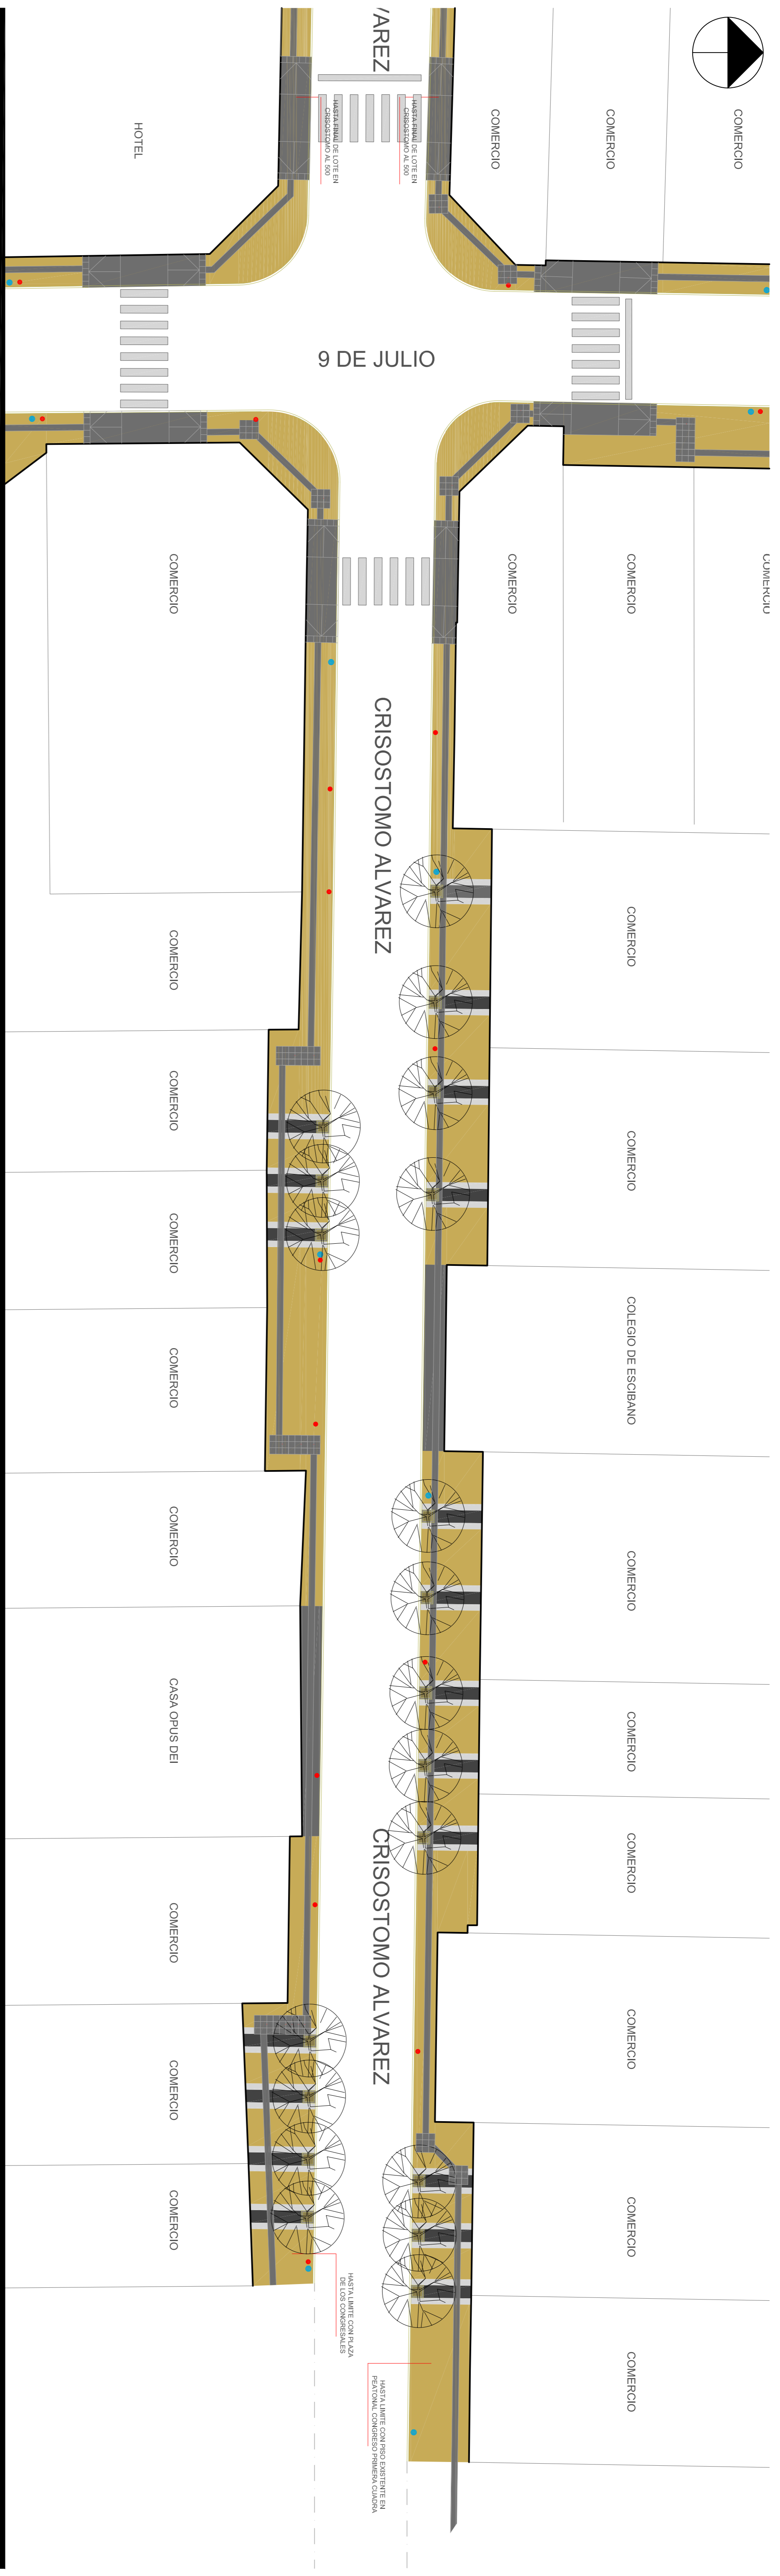 VAREZ
HASTA FINAL DE LOTE EN
CRISOSTOMO AL 500
HASTA FINAL DE LOTE EN
CRISOSTOMO AL 500
HOTEL
COMERCIO
COMERCIO
COMERCIO
9 DE JULIO
COMERCIO
COMERCIO
COMERCIO
COMERCIO
CRISOSTOMO ALVAREZ
COMERCIO
COMERCIO
COMERCIO
COMERCIO
COMERCIO
COMERCIO
COLEGIO DE ESCIBANO
COMERCIO
COMERCIO
CASA OPUS DEI
COMERCIO
COMERCIO
CRISOSTOMO ALVAREZ
COMERCIO
COMERCIO
COMERCIO
COMERCIO
COMERCIO
HASTA LIMITE CON PLAZA
DE LOS CONGRESALES
COMERCIO
HASTA LIMITE CON PISO EXISTENTE EN
PEATONAL CONGRESO PRIMERA CUADRA